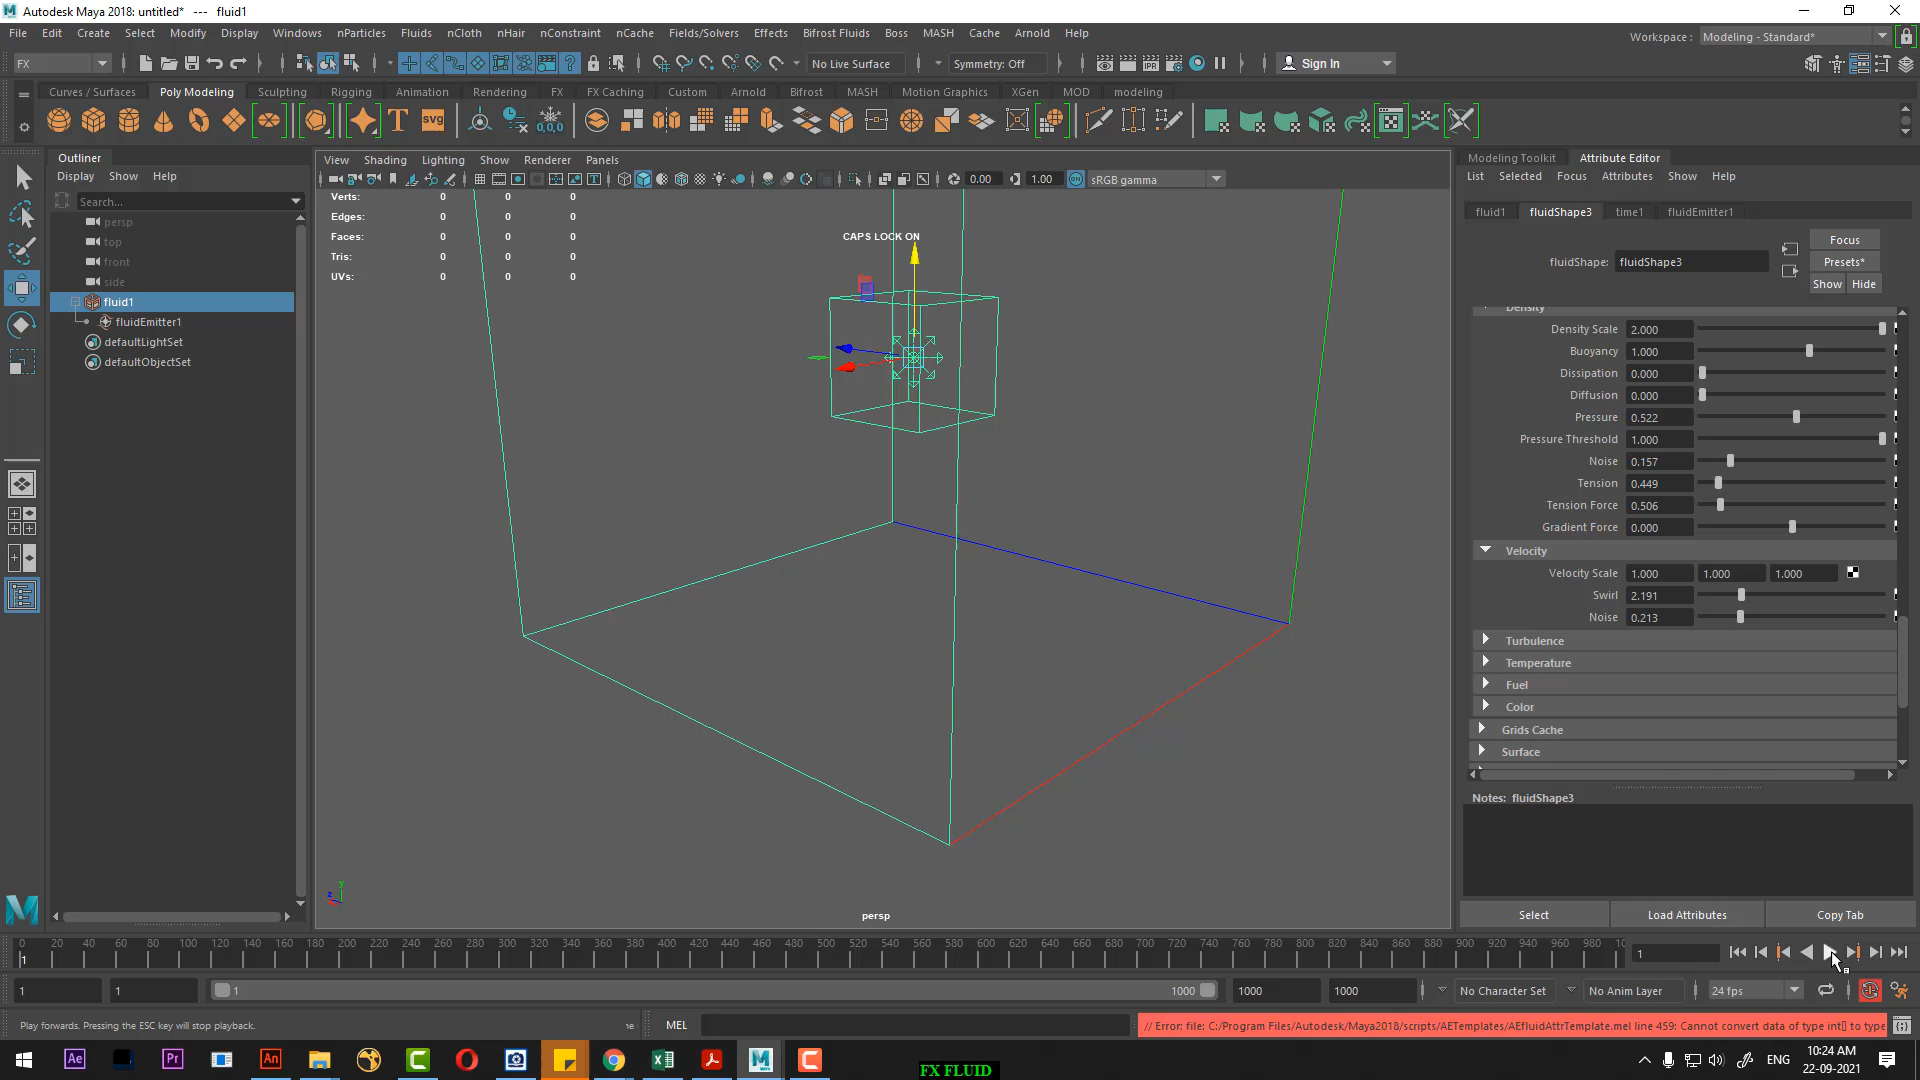 Autodesk Maya 2018: untitled*   ---   fluid1
File Edit Create Select Modify Display Windows nParticles Fluids nCloth nHair nConstraint nCache Fields/Solvers Effects Bifrost Fluids Boss MASH Cache Arnold Help
Workspace : Modeling - Standard*
FX No Live Surface Symmetry: Off Sign In
Curves / Surfaces Poly Modeling Sculpting Rigging Animation Rendering FX FX Caching Custom Arnold Bifrost MASH Motion Graphics XGen MOD modeling
T svg 0,0,0
Outliner
Display Show Help
Search...
persp
top
front
side
fluid1
fluidEmitter1
defaultLightSet
defaultObjectSet
View Shading Lighting Show Renderer Panels
0.00 1.00 sRGB gamma
Verts: 0 0 0
Edges: 0 0 0
Faces: 0 0 0
Tris: 0 0 0
UVs: 0 0 0
CAPS LOCK ON
persp
Modeling Toolkit Attribute Editor
List Selected Focus Attributes Show Help
fluid1 fluidShape3 time1 fluidEmitter1
fluidShape: fluidShape3
Focus
Presets*
Show Hide
Density
Density Scale 2.000
Buoyancy 1.000
Dissipation 0.000
Diffusion 0.000
Pressure 0.522
Pressure Threshold 1.000
Noise 0.157
Tension 0.449
Tension Force 0.506
Gradient Force 0.000
Velocity
Velocity Scale 1.000 1.000 1.000
Swirl 2.191
Noise 0.213
Turbulence
Temperature
Fuel
Color
Grids Cache
Surface
Notes: fluidShape3
Select Load Attributes Copy Tab
0 20 40 60 80 100 120 140 160 180 200 220 240 260 280 300 320 340 360 380 400 420 440 460 480 500 520 540 560 580 600 620 640 660 680 700 720 740 760 780 800 820 840 860 880 900 920 940 960 980
1 1
1 1 1 1000 1000 1000 No Character Set No Anim Layer 24 fps
Play forwards. Pressing the ESC key will stop playback. MEL // Error: file: C:/Program Files/Autodesk/Maya2018/scripts/AETemplates/AEfluidAttrTemplate.mel line 459: Cannot convert data of type int[] to type
Ae Pr An ENG 10:24 AM
22-09-2021
FX FLUID